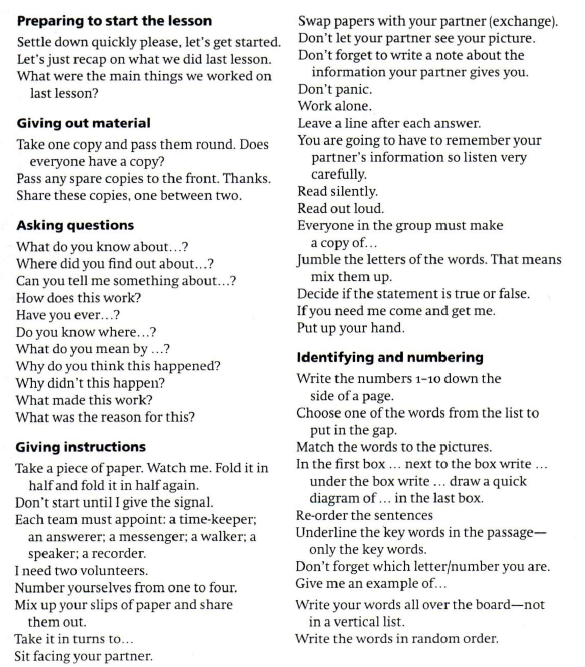 Preparing to start the lesson
Settle down quickly please, let's get started.
Let's just recap on what we did last lesson.
What were the main things we worked on
last lesson?
Giving out material
Take one copy and pass them round. Does
everyone have a copy?
Pass any spare copies to the front. Thanks.
Share these copies, one between two.
Asking questions
What do you know about…?
Where did you find out about…?
Can you tell me something about…?
How does this work?
Have you ever…?
Do you know where…?
What do you mean by …?
Why do you think this happened?
Why didn't this happen?
What made this work?
What was the reason for this?
Giving instructions
Take a piece of paper. Watch me. Fold it in
half and fold it in half again.
Don't start until I give the signal.
Each team must appoint: a time-keeper;
an answerer; a messenger; a walker; a
speaker; a recorder.
I need two volunteers.
Number yourselves from one to four.
Mix up your slips of paper and share
them out.
Take it in turns to…
Sit facing your partner.
Swap papers with your partner (exchange).
Don't let your partner see your picture.
Don't forget to write a note about the
information your partner gives you.
Don't panic.
Work alone.
Leave a line after each answer.
You are going to have to remember your
partner's information so listen very
carefully.
Read silently.
Read out loud.
Everyone in the group must make
a copy of…
Jumble the letters of the words. That means
mix them up.
Decide if the statement is true or false.
If you need me come and get me.
Put up your hand.
Identifying and numbering
Write the numbers 1–10 down the
side of a page.
Choose one of the words from the list to
put in the gap.
Match the words to the pictures.
In the first box … next to the box write …
under the box write … draw a quick
diagram of … in the last box.
Re-order the sentences
Underline the key words in the passage—
only the key words.
Don't forget which letter/number you are.
Give me an example of…
Write your words all over the board—not
in a vertical list.
Write the words in random order.